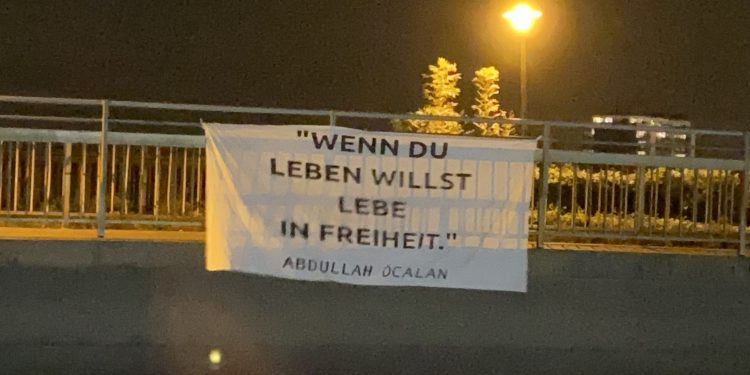 "WENN DU
LEBEN WILLST
LEBE
IN FREIHEIT."
ABDULLAH ÖCALAN